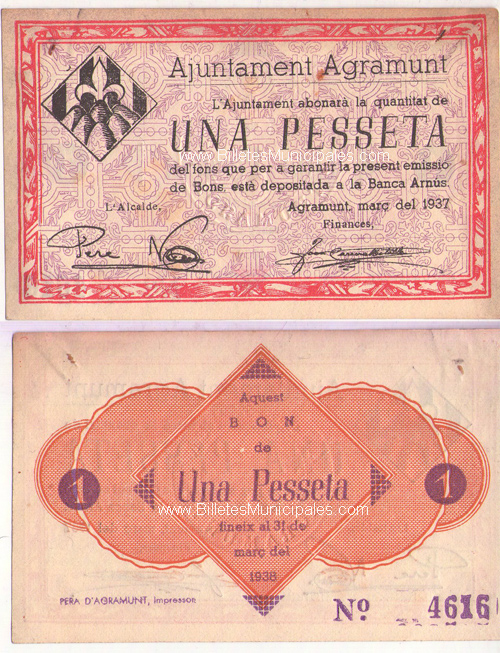 Ajuntament Agramunt
L'Ajuntament abonarà la quantitat de
UNA PESSETA
www.BilletesMunicipales.com
del fons que per a garantir la present emissio
de Bons, està depositada a la Banca Arnús.
Agramunt, març del 1937
L'Alcalde,
Finances,
Pere
Aquest
BON
de
1
Una Pesseta
1
www.BilletesMunicipales.com
fineix al 31 de
març del
1938
PERA D'AGRAMUNT, impressor.
Nº 4616